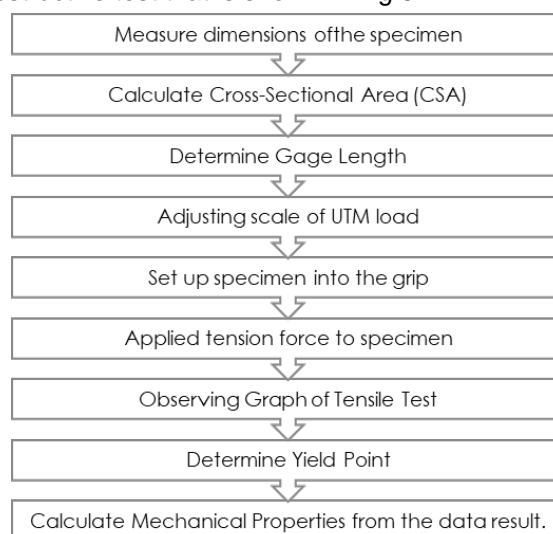 Measure dimensions ofthe specimen
Calculate Cross-Sectional Area (CSA)
Determine Gage Length
Adjusting scale of UTM load
Set up specimen into the grip
Applied tension force to specimen
Observing Graph of Tensile Test
Determine Yield Point
Calculate Mechanical Properties from the data result.